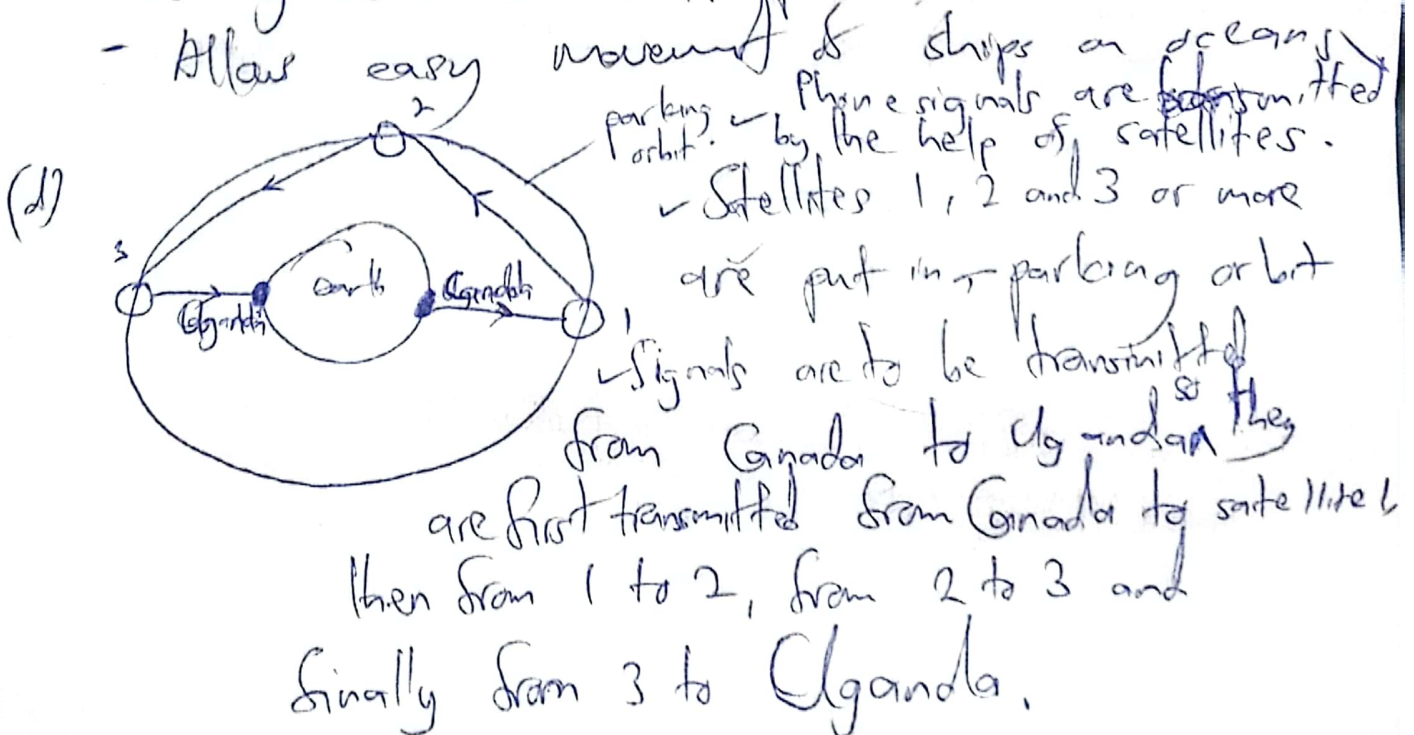 - Allow easy movement of ships on oceans
(d)
2
parking orbit.
✓ Phone signals are transmitted
by the help of satellites.
✓ Satellites 1, 2 and 3 or more
are put in parking orbit
3
earth
Uganda
1
✓ Signals are to be transmitted
from Canada to Uganda so they
are first transmitted from Canada to satellite 1
then from 1 to 2, from 2 to 3 and
finally from 3 to Uganda.